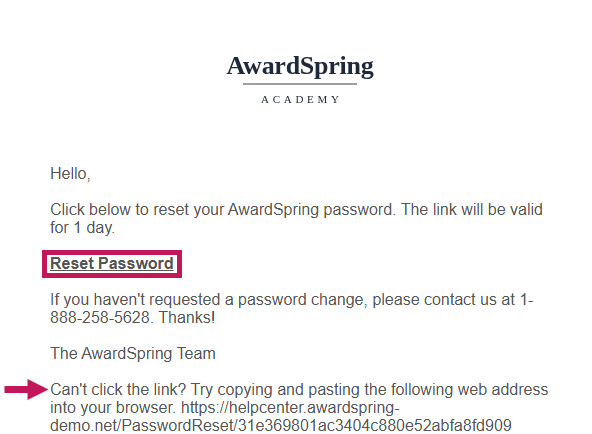 AwardSpring
ACADEMY
Hello,
Click below to reset your AwardSpring password. The link will be valid
for 1 day.
Reset Password
If you haven't requested a password change, please contact us at 1-
888-258-5628. Thanks!
The AwardSpring Team
Can't click the link? Try copying and pasting the following web address
into your browser. https://helpcenter.awardspring-
demo.net/PasswordReset/31e369801ac3404c880e52abfa8fd909